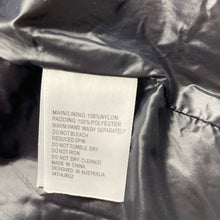 MAIN/LINING: 100%NYLON
PADDING:100%POLYESTER
WARM HAND WASH SEPARATELY
DO NOT BLEACH
REDUCED SPIN
DO NOT TUMBLE DRY
DO NOT IRON
DO NOT DRY CLEAN(X)
MADE IN CHINA
DESIGNED IN AUSTRALIA